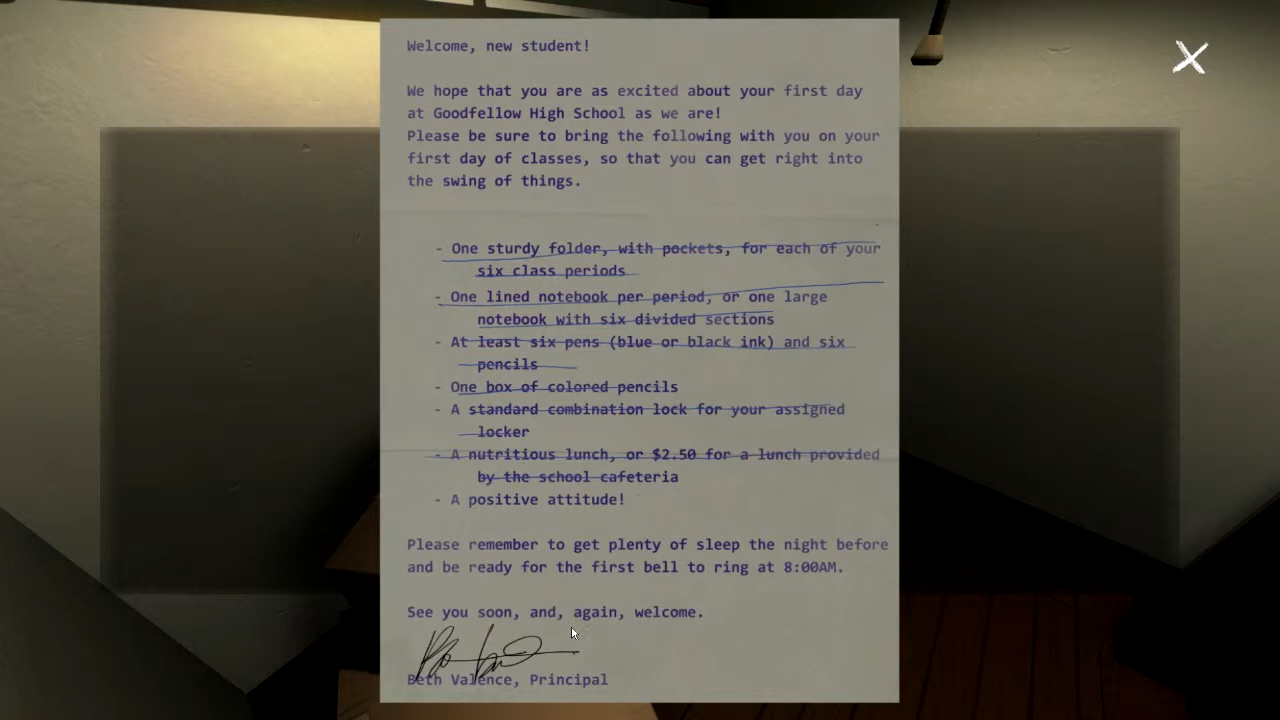 Welcome, new student!
We hope that you are as excited about your first day
at Goodfellow High School as we are!
Please be sure to bring the following with you on your
first day of classes, so that you can get right into
the swing of things.
- One sturdy folder, with pockets, for each of your
six class periods
- One lined notebook per period, or one large
notebook with six divided sections
- At least six pens (blue or black ink) and six
pencils
- One box of colored pencils
- A standard combination lock for your assigned
locker
- A nutritious lunch, or $2.50 for a lunch provided
by the school cafeteria
- A positive attitude!
Please remember to get plenty of sleep the night before
and be ready for the first bell to ring at 8:00AM.
See you soon, and, again, welcome.
Beth Valence, Principal